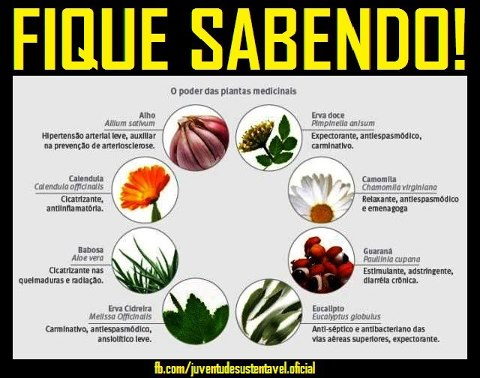 FIQUE SABENDO!
O poder das plantas medicinais
Alho
Allium sativum
Hipertensão arterial leve, auxiliar
na prevenção de arteriosclerose.
Erva doce
Pimpinella anisum
Expectorante, antiespasmódico,
carminativo.
Calendula
Calendula officinalis
Cicatrizante,
antiinflamatória.
Camomila
Chamomilla virginiana
Relaxante, antiespasmódico
e emenagoga
Babosa
Aloe vera
Cicatrizante nas
queimaduras e radiação.
Guaraná
Paulinia cupana
Estimulante, adstringente,
diarréia crônica.
Erva Cidreira
Melissa Officinalis
Carminativo, antiespasmódico,
ansiolítico leve.
Eucalipto
Eucalyptus globulus
Anti-séptico e antibacteriano das
vias aéreas superiores, expectorante.
fb.com/juventudesustentavel.oficial